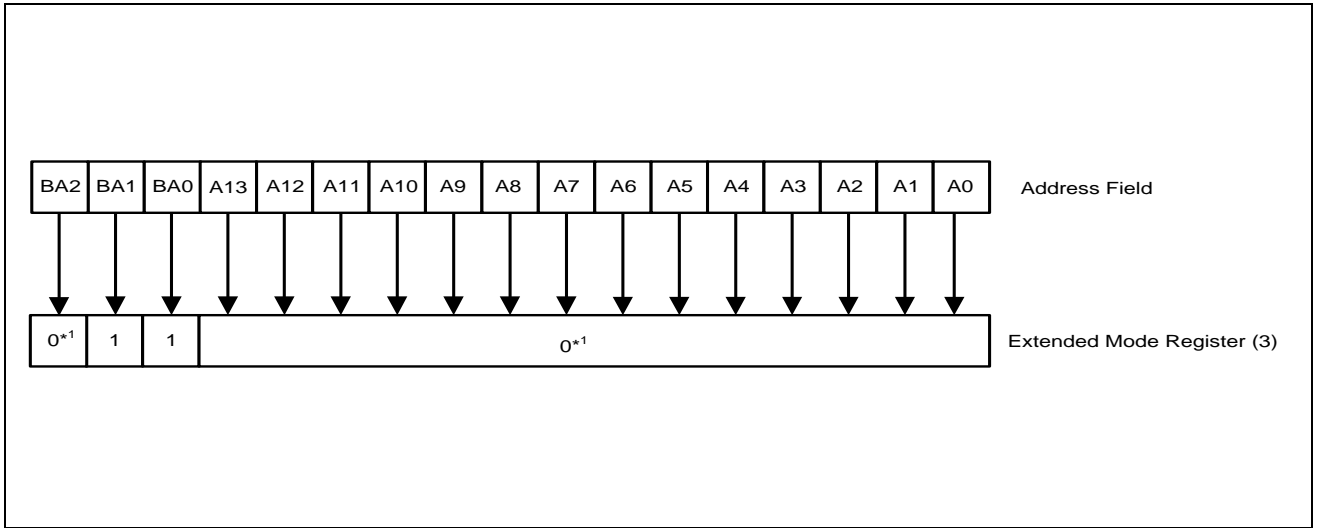 BA2 BA1 BA0 A13 A12 A11 A10 A9 A8 A7 A6 A5 A4 A3 A2 A1 A0 Address Field
0*1 1 1 0*1 Extended Mode Register (3)